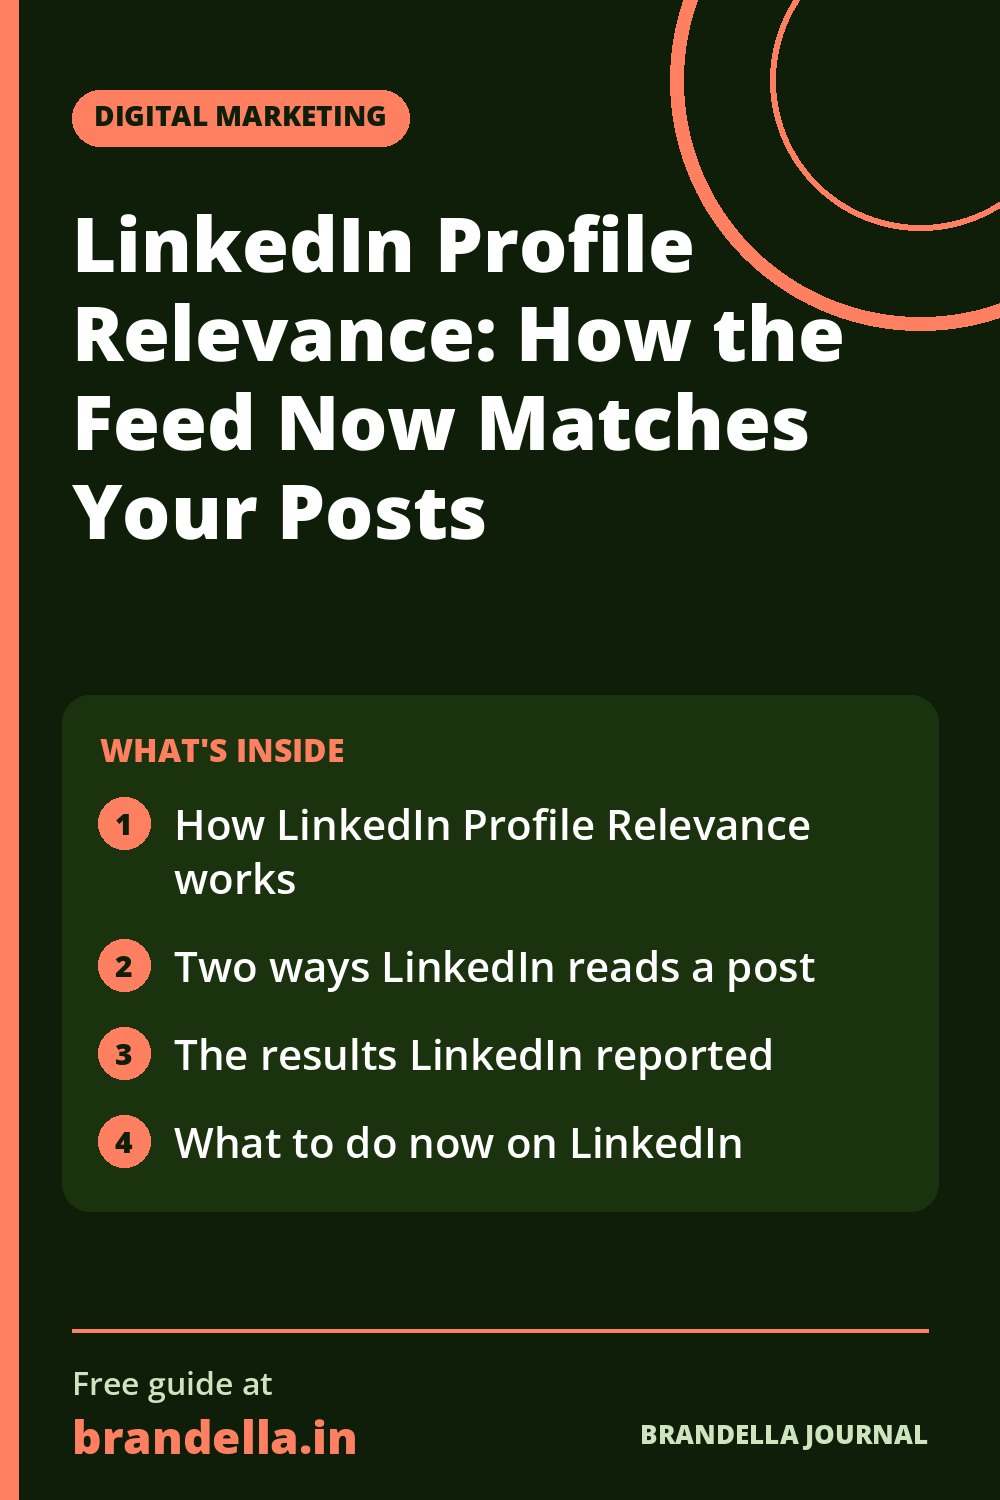 DIGITAL MARKETING
LinkedIn Profile
Relevance: How the
Feed Now Matches
Your Posts
WHAT'S INSIDE
1 How LinkedIn Profile Relevance
works
2 Two ways LinkedIn reads a post
3 The results LinkedIn reported
4 What to do now on LinkedIn
Free guide at
brandella.in
BRANDELLA JOURNAL